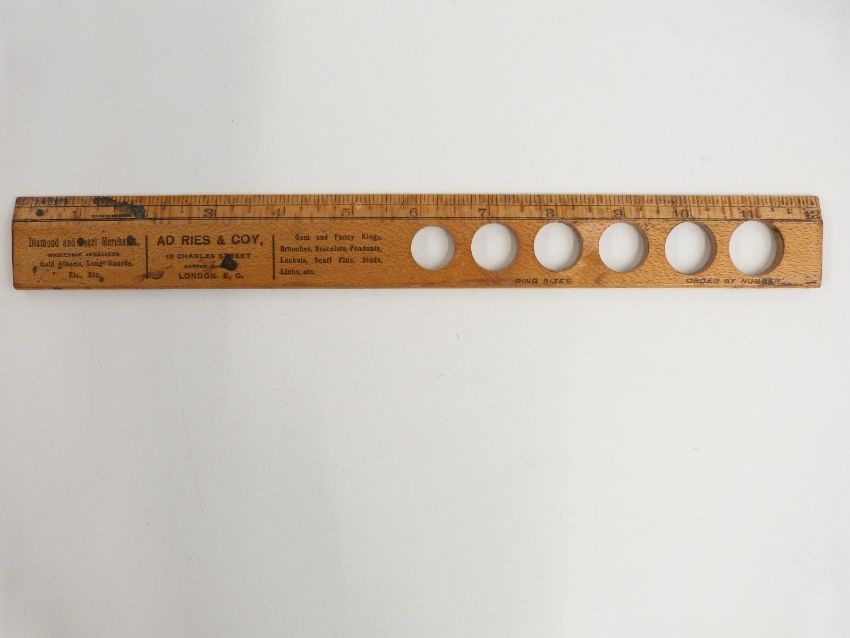 1 3 4 5 6 7 8 9 10 11 12
Diamond and Pearl Merchants,
WHOLESALE JEWELLERS.
Gold Alberts, Long-Guards,
Etc., Etc.
AD RIES & COY,
18 CHARLES STREET
HATTON
LONDON. E. C.
Gem and Fancy Rings,
Brooches, Bracelets, Pendants,
Lockets, Scarf Pins, Studs,
Links, etc.
RING SIZES.
ORDER BY NUMBER.